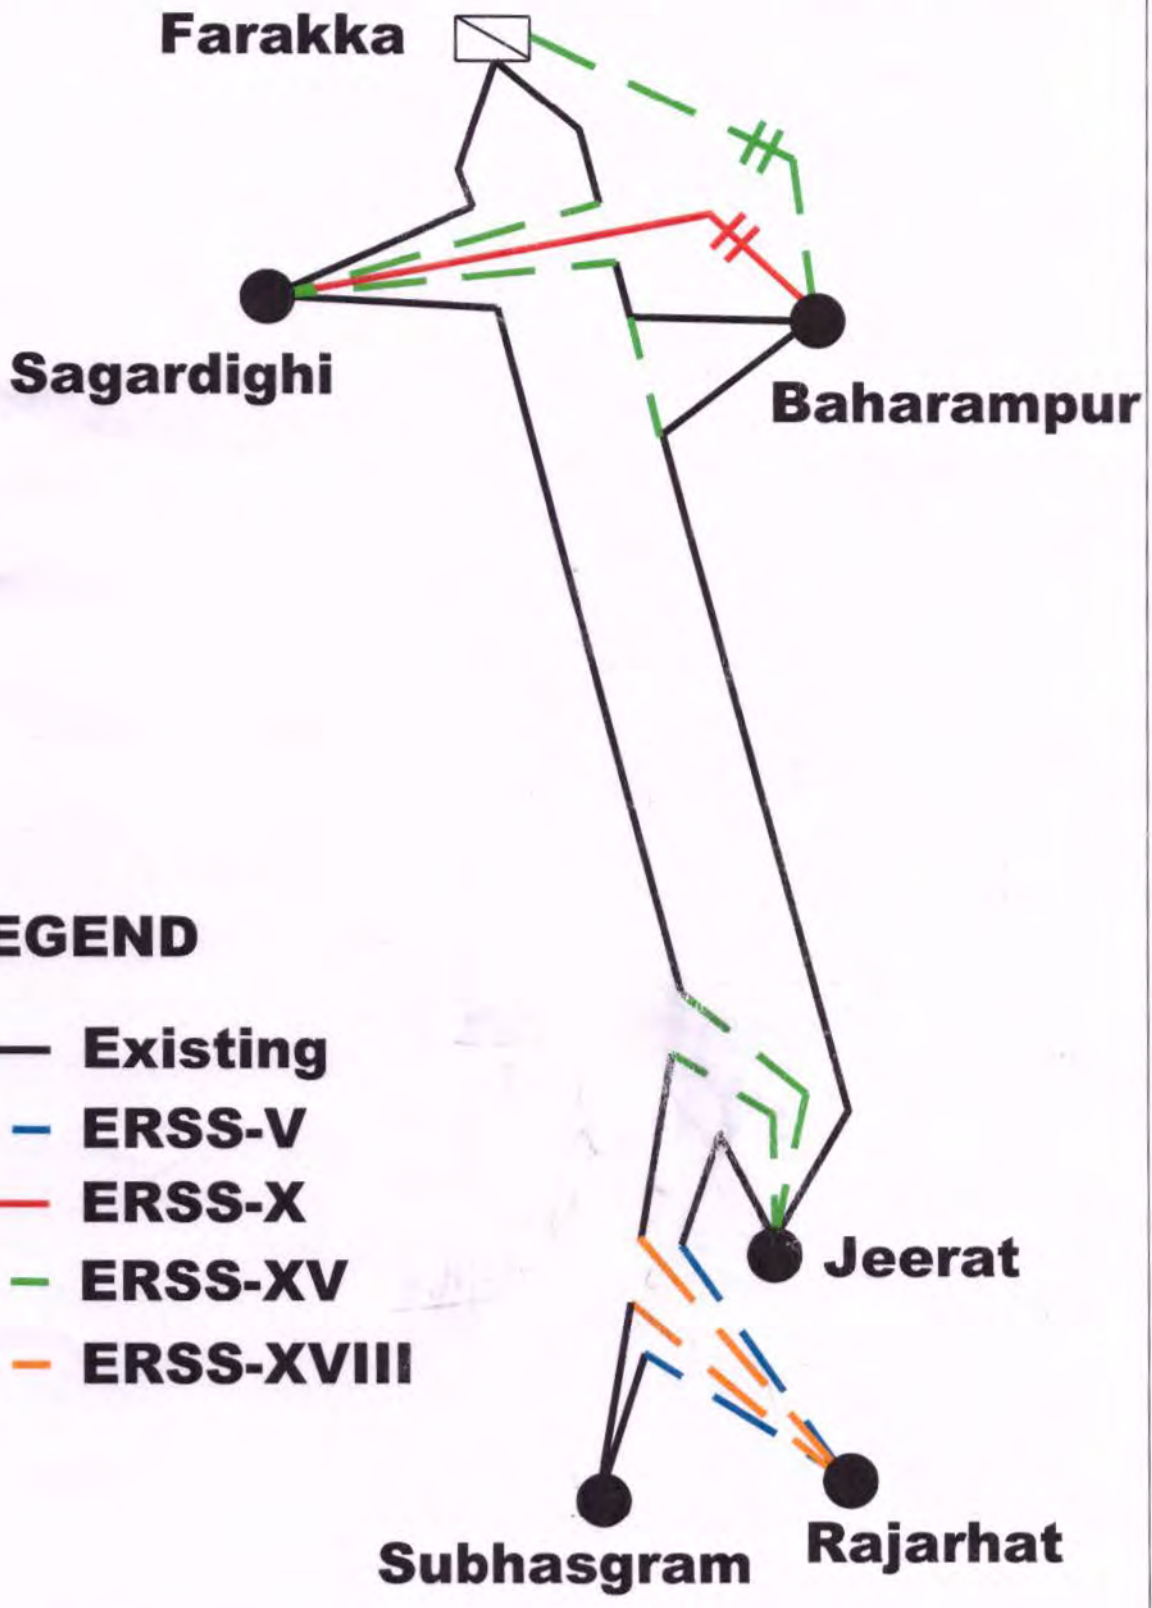 Farakka
Sagardighi
Baharampur
EGEND
Existing
ERSS-V
ERSS-X
ERSS-XV
ERSS-XVIII
Jeerat
Rajarhat
Subhasgram